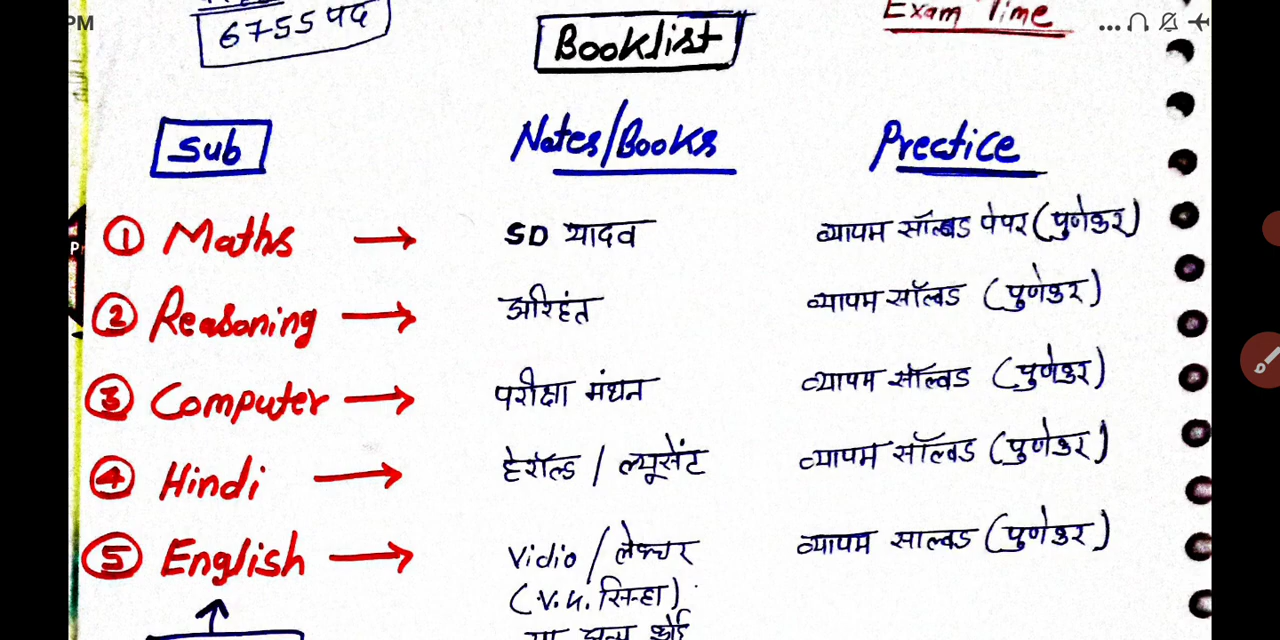 PM
6755 पद
Booklist
Exam Time
Sub
Notes/Books
Prectice
① Maths → SD यादव व्यापम सॉल्वड पेपर (पुणेकर)
② Reasoning → अरिहंत व्यापम सॉल्वड (पुणेकर)
③ Computer → परीक्षा मंथन व्यापम सॉल्वड (पुणेकर)
④ Hindi → हेरॉल्ड / ल्यूसेंट व्यापम सॉल्वड (पुणेकर)
⑤ English → Vidio / लेक्चर व्यापम साल्वड (पुणेकर)
सिन्हा)